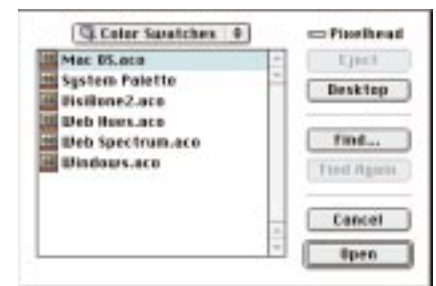 Color Swatches
Pixelhead
Mac OS.aco
System Palette
VisiBone2.aco
Web Hues.aco
Web Spectrum.aco
Windows.aco
Eject
Desktop
Find...
Find Again
Cancel
Open